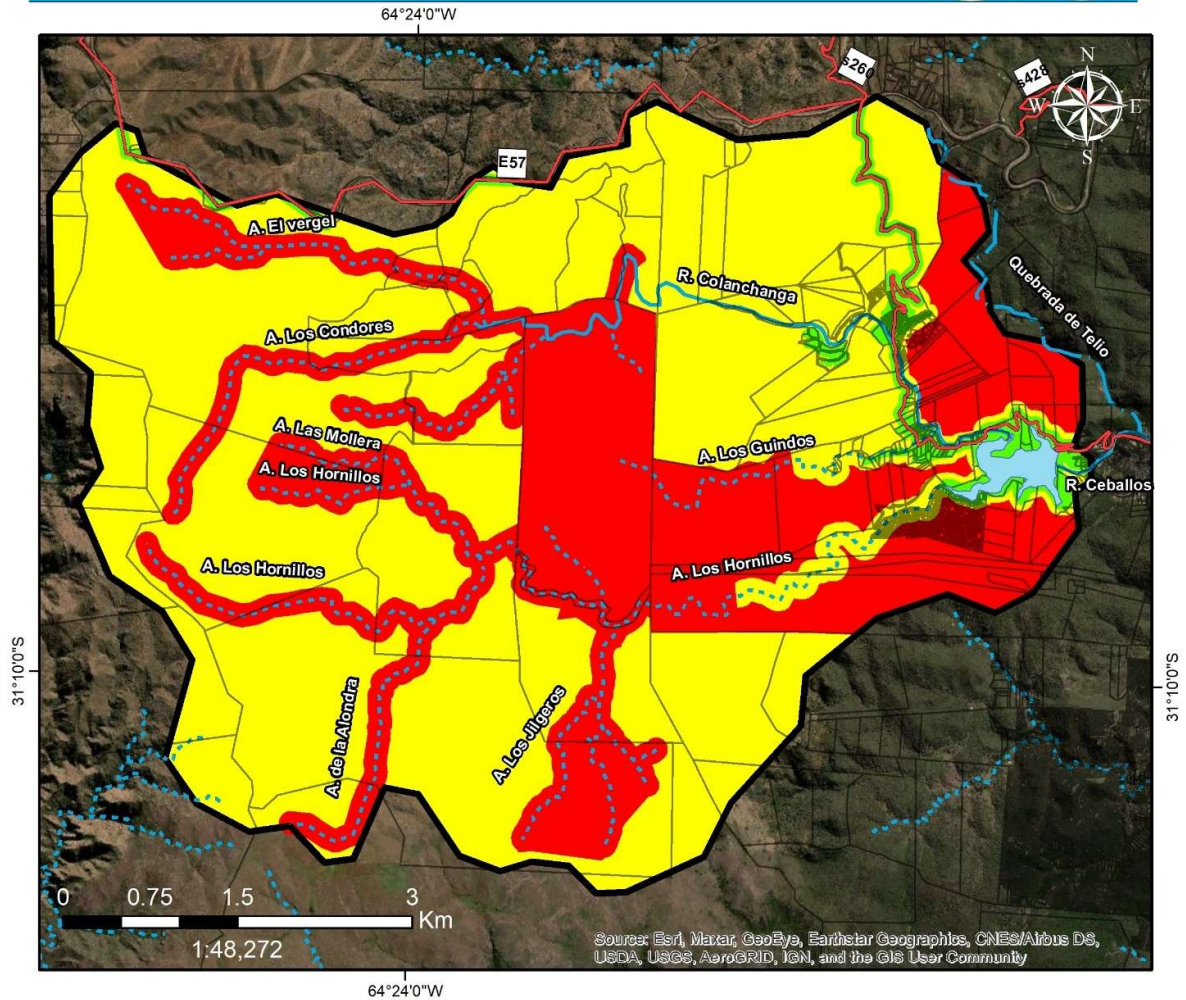 64°24'0"W
s260
s428
N
W
E
S
E57
A. El vergel
Quebrada de Telio
R. Colanchanga
A. Los Condores
A. Las Mollera
A. Los Guindos
A. Los Hornillos
R. Ceballos
A. Los Hornillos
A. Los Hornillos
31°10'0"S
31°10'0"S
A. de la Alondra
A. Los Jilgeros
0 0.75 1.5 3
Km
1:48,272
Source: Esri, Maxar, GeoEye, Earthstar Geographics, CNES/Airbus DS,
USDA, USGS, AeroGRID, IGN, and the GIS User Community
64°24'0"W